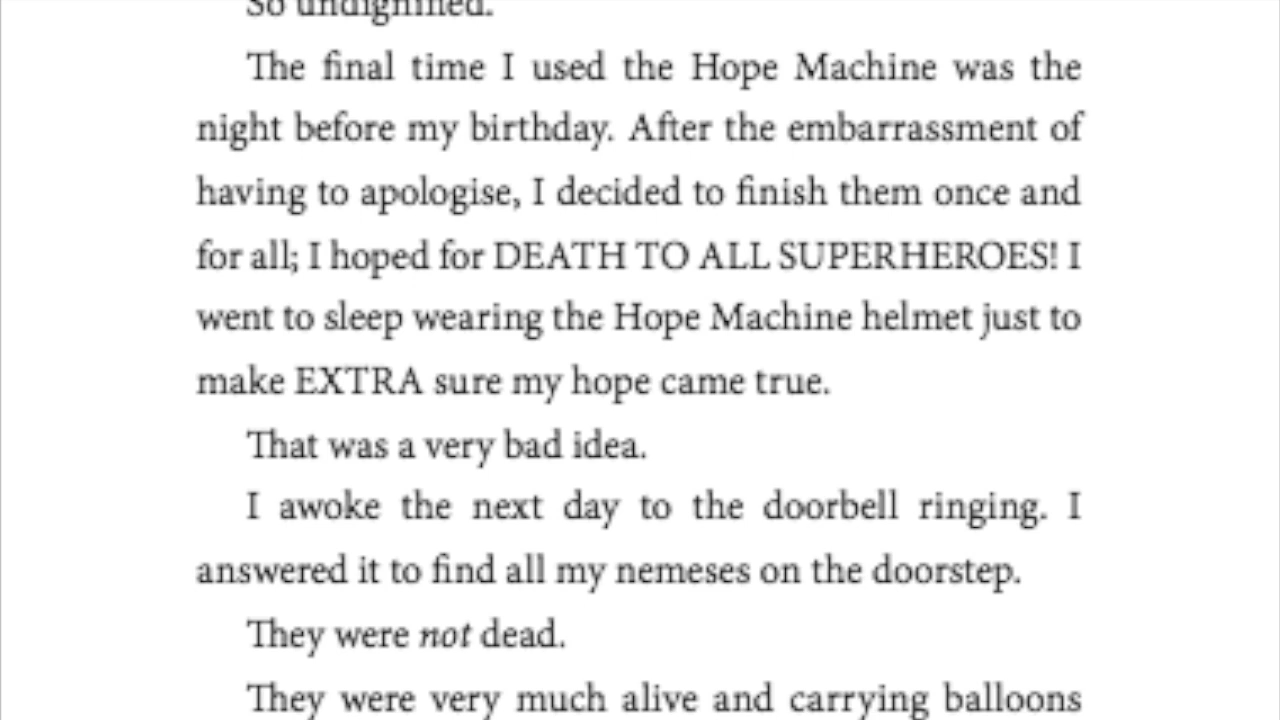 So undignified.
The final time I used the Hope Machine was the
night before my birthday. After the embarrassment of
having to apologise, I decided to finish them once and
for all; I hoped for DEATH TO ALL SUPERHEROES! I
went to sleep wearing the Hope Machine helmet just to
make EXTRA sure my hope came true.
That was a very bad idea.
I awoke the next day to the doorbell ringing. I
answered it to find all my nemeses on the doorstep.
They were not dead.
They were very much alive and carrying balloons